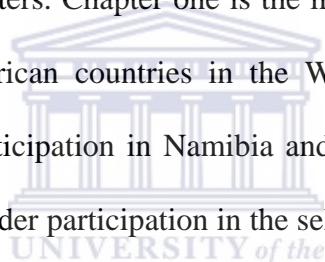 ters. Chapter one is the
rican countries in the W
ticipation in Namibia and
der participation in the se
UNIVERSITY of the